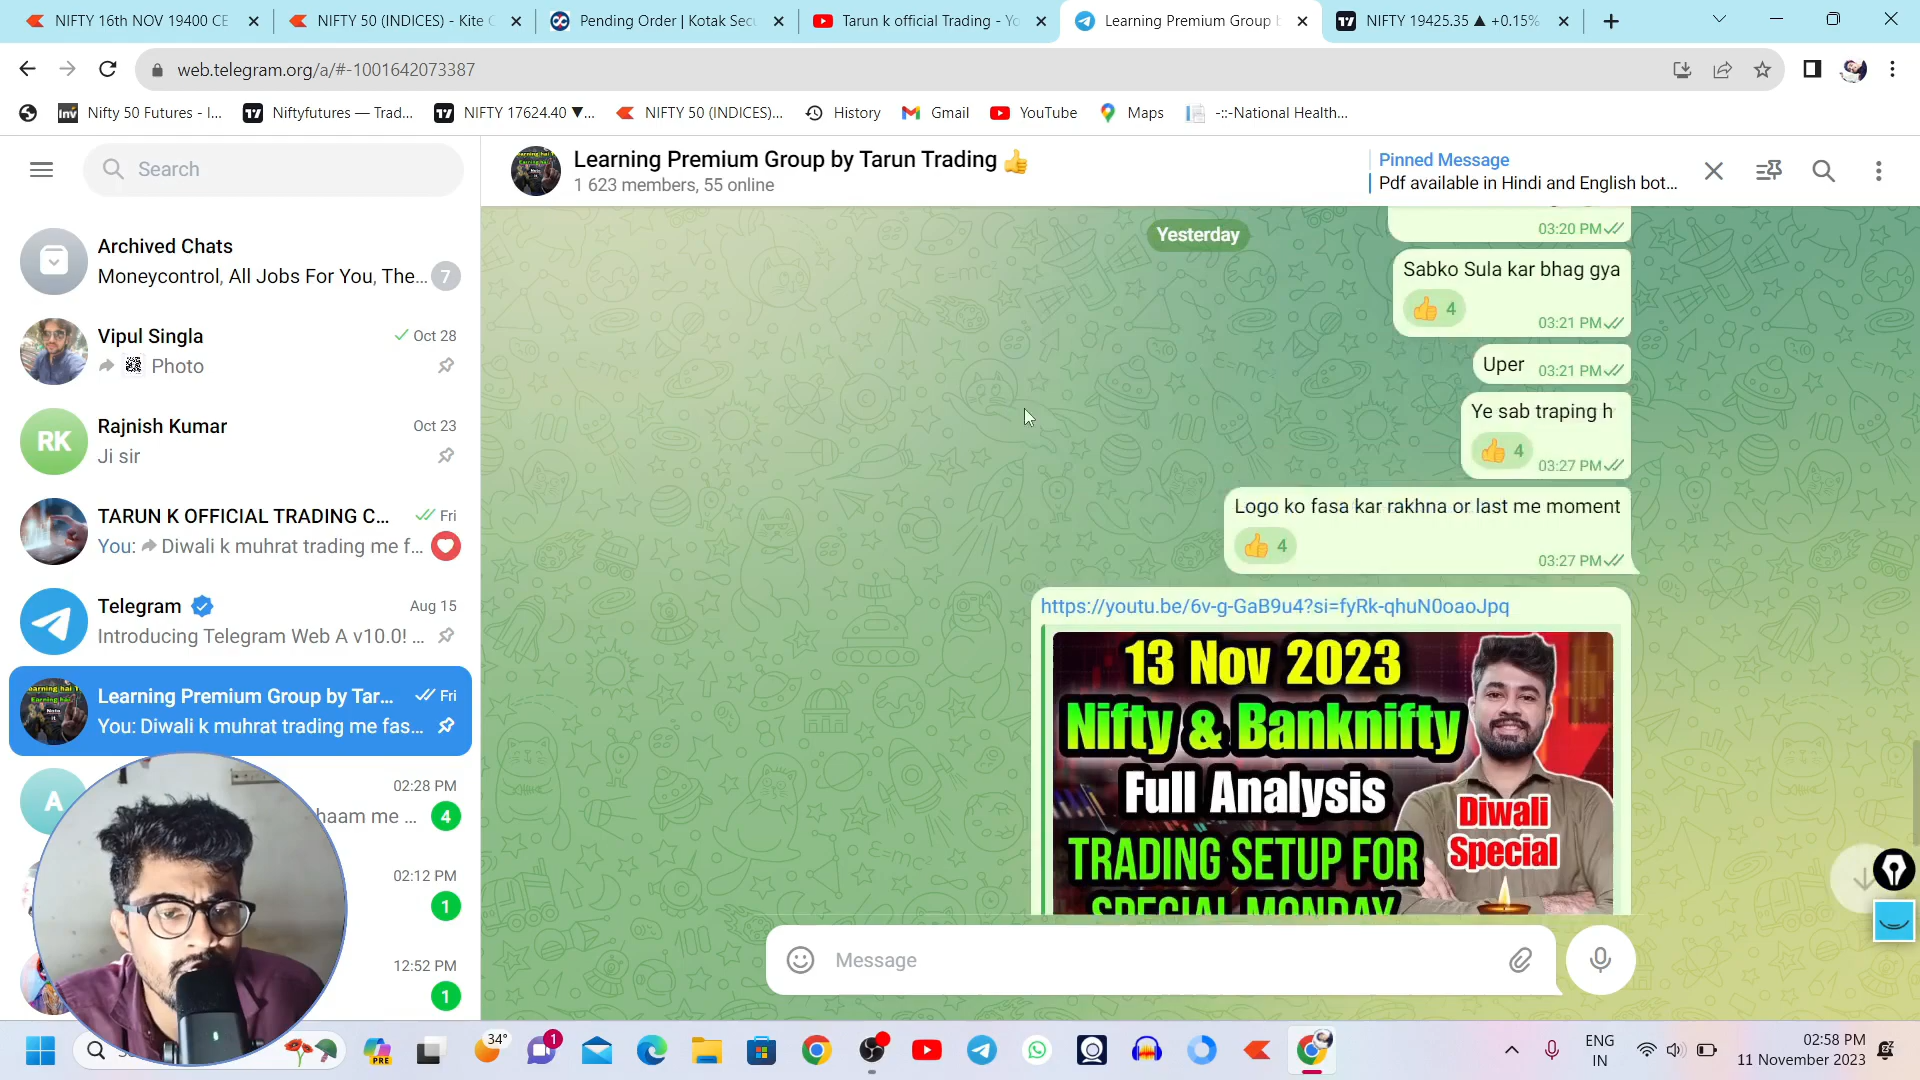 NIFTY 16th NOV 19400 CE
NIFTY 50 (INDICES) - Kite C
Pending Order | Kotak Secu
Tarun k official Trading - Yo
Learning Premium Group b
NIFTY 19425.35 ▲ +0.15%
web.telegram.org/a/#-1001642073387
Nifty 50 Futures - I...
Niftyfutures — Trad...
NIFTY 17624.40 ▼...
NIFTY 50 (INDICES)...
History
Gmail
YouTube
Maps
-::-National Health...
Search
Learning Premium Group by Tarun Trading 👍
1 623 members, 55 online
Pinned Message
Pdf available in Hindi and English bot...
Archived Chats
Moneycontrol, All Jobs For You, The... 7
Vipul Singla Oct 28
Photo
Rajnish Kumar Oct 23
RK
Ji sir
TARUN K OFFICIAL TRADING C... Fri
You: Diwali k muhrat trading me f...
Telegram Aug 15
Introducing Telegram Web A v10.0! ...
Learning Premium Group by Tar... Fri
You: Diwali k muhrat trading me fas...
A
02:28 PM
haam me ... 4
02:12 PM
1
12:52 PM
1
Yesterday
03:20 PM
Sabko Sula kar bhag gya
👍 4
03:21 PM
Uper 03:21 PM
Ye sab traping h
👍 4
03:27 PM
Logo ko fasa kar rakhna or last me moment
👍 4
03:27 PM
https://youtu.be/6v-g-GaB9u4?si=fyRk-qhuN0oaoJpq
13 Nov 2023
Nifty & Banknifty
Full Analysis
Diwali
Special
TRADING SETUP FOR
SPECIAL MONDAY
Message
34°
PRE
1
ENG
IN
02:58 PM
11 November 2023